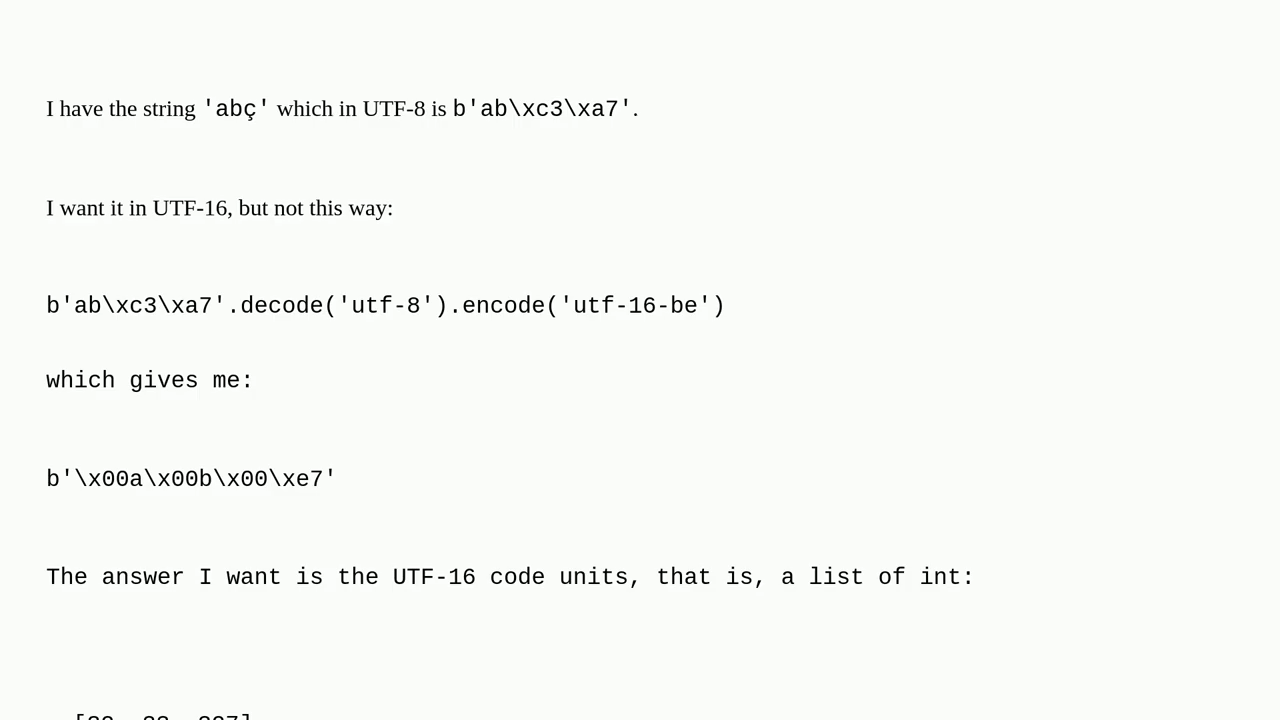 I have the string 'abç' which in UTF-8 is b'ab\xc3\xa7'.
I want it in UTF-16, but not this way:
b'ab\xc3\xa7'.decode('utf-8').encode('utf-16-be')
which gives me:
b'\x00a\x00b\x00\xe7'
The answer I want is the UTF-16 code units, that is, a list of int: